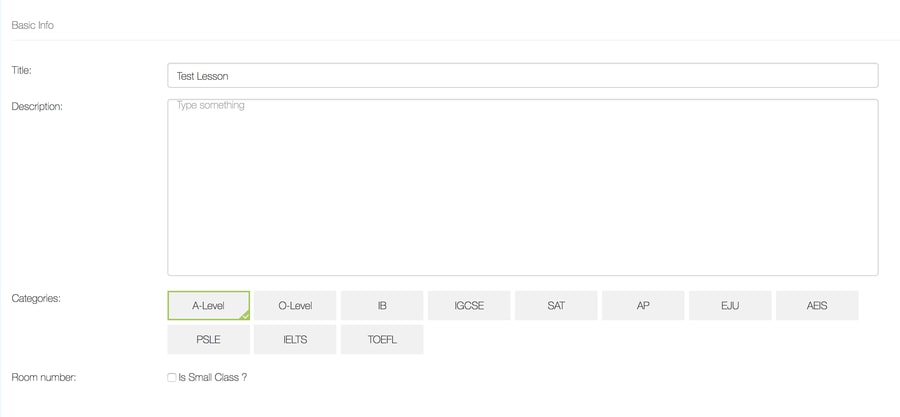 Basic Info
Title:
Test Lesson
Description:
Type something
Categories:
A-Level O-Level IB IGCSE SAT AP EJU AEIS
PSLE IELTS TOEFL
Room number:
Is Small Class ?